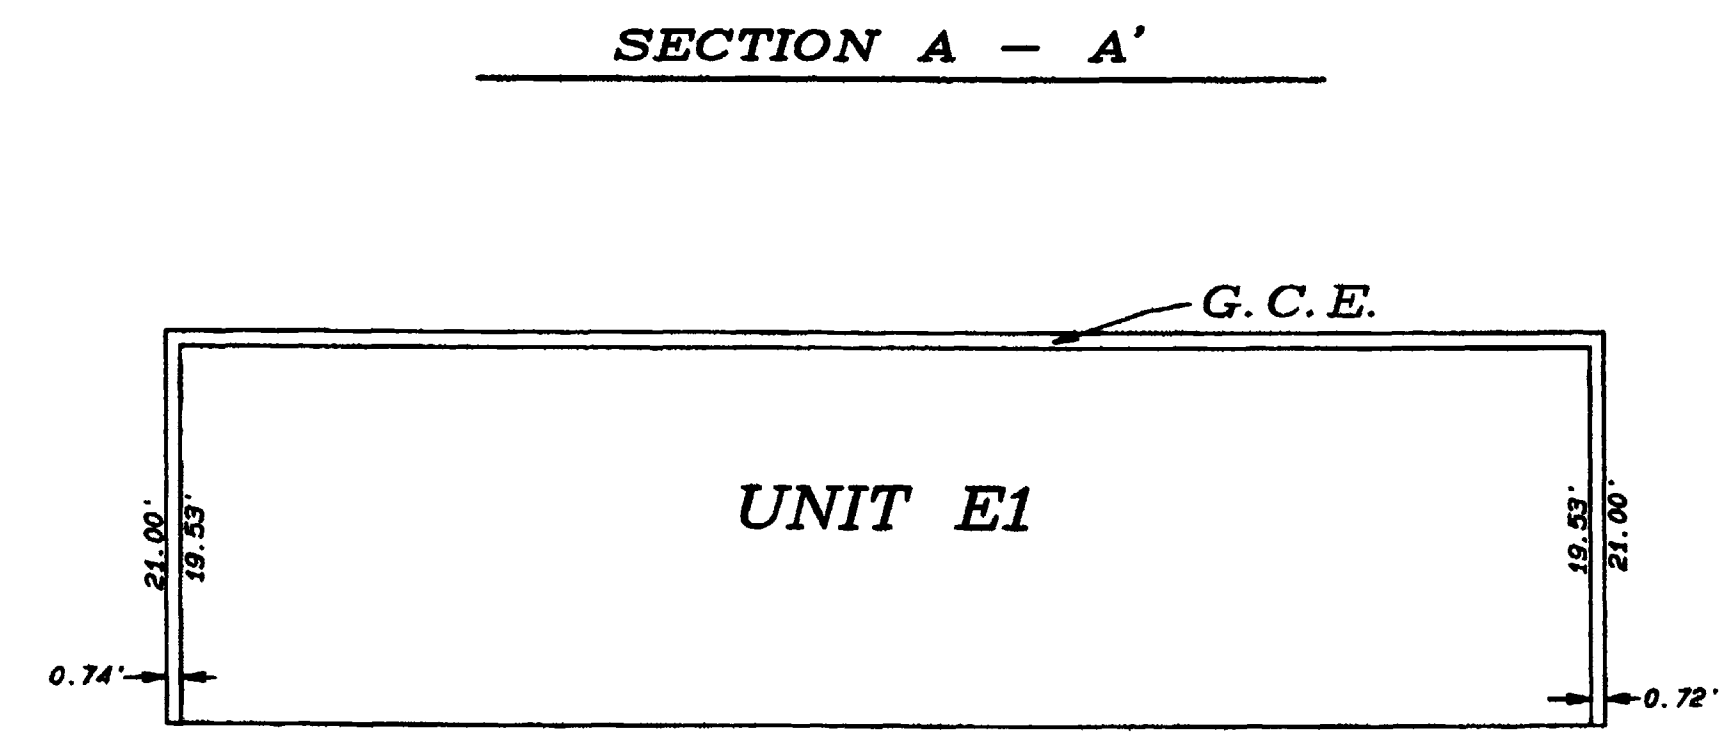 SECTION A - A'
G.C.E.
UNIT E1
21.00'
19.53'
19.53'
21.00'
0.74'
0.72'